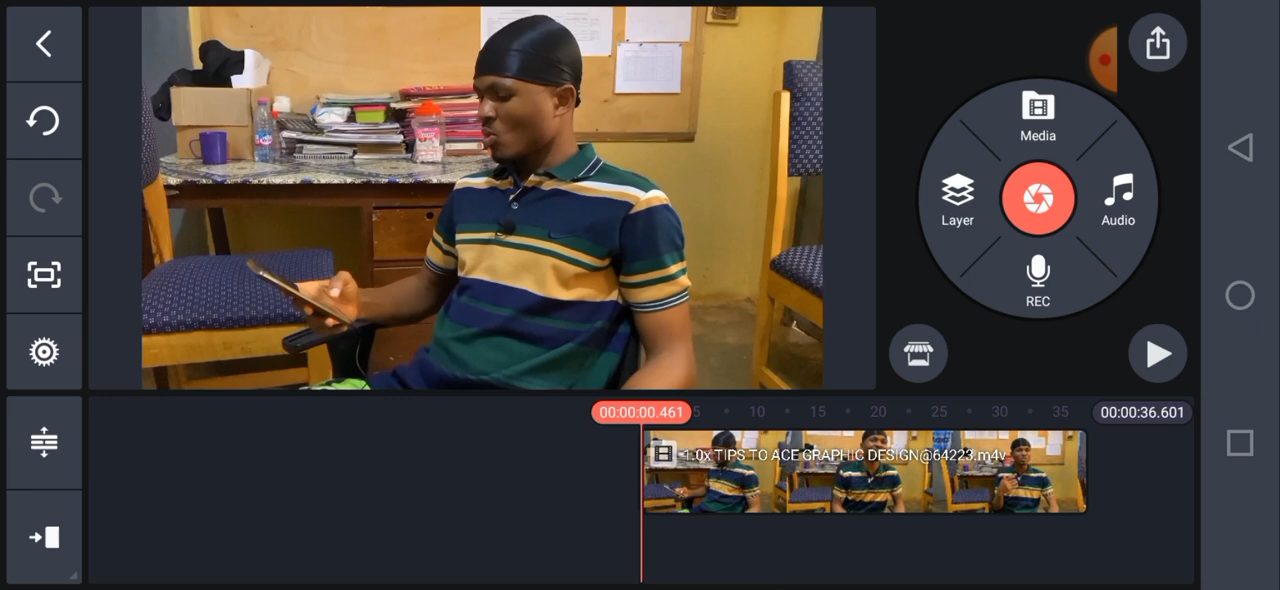 Media
Layer
Audio
REC
00:00:00.461
5
10
15
20
25
30
35
00:00:36.601
1.0x TIPS TO ACE GRAPHIC DESIGN@64223.m4v